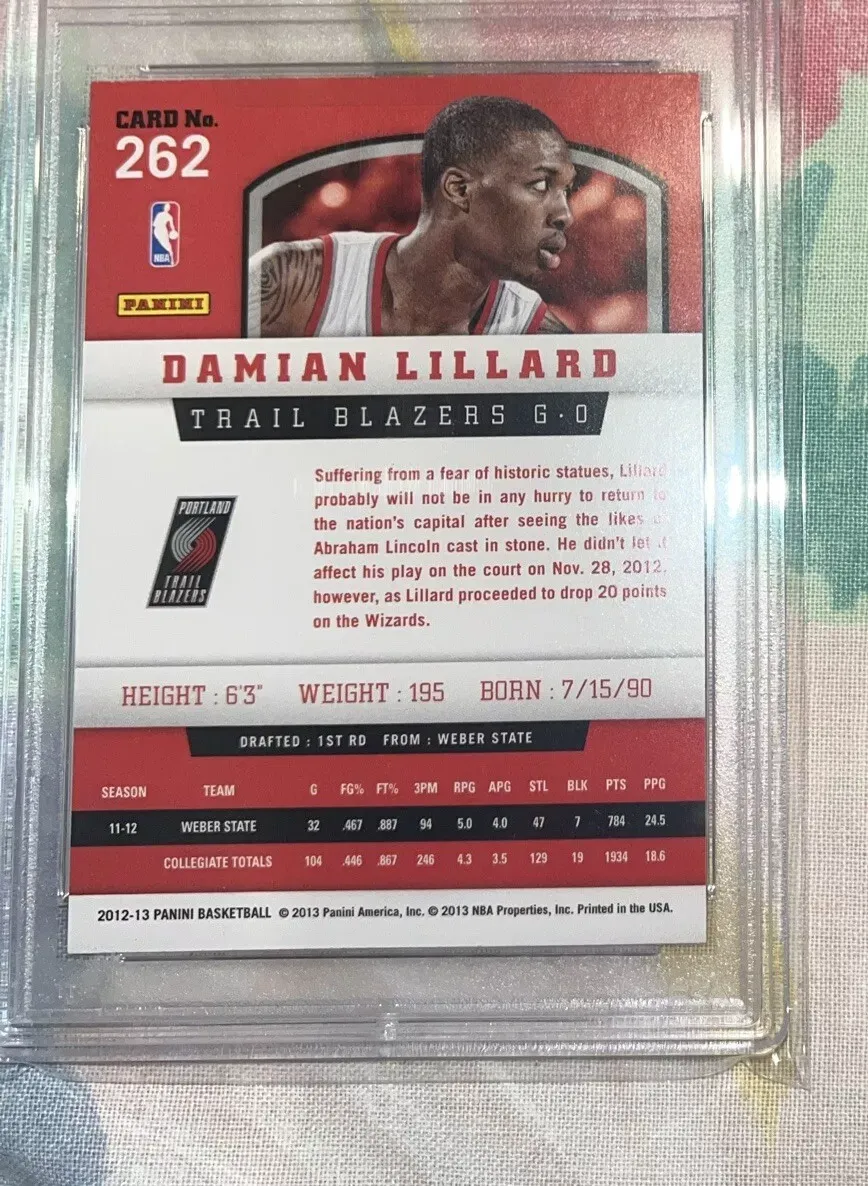 CARD No.
262
NBA
PANINI
DAMIAN LILLARD
TRAIL BLAZERS G·0
Suffering from a fear of historic statues, Lillard
probably will not be in any hurry to return to
the nation's capital after seeing the likes
Abraham Lincoln cast in stone. He didn't let
affect his play on the court on Nov. 28, 2012,
however, as Lillard proceeded to drop 20 points
on the Wizards.
PORTLAND
TRAIL
BLAZERS
HEIGHT : 6'3" WEIGHT : 195 BORN : 7/15/90
DRAFTED : 1ST RD FROM : WEBER STATE
SEASON TEAM G FG% FT% 3PM RPG APG STL BLK PTS PPG
11-12 WEBER STATE 32 .467 .887 94 5.0 4.0 47 7 784 24.5
COLLEGIATE TOTALS 104 .446 .867 246 4.3 3.5 129 19 1934 18.6
2012-13 PANINI BASKETBALL © 2013 Panini America, Inc. © 2013 NBA Properties, Inc. Printed in the USA.